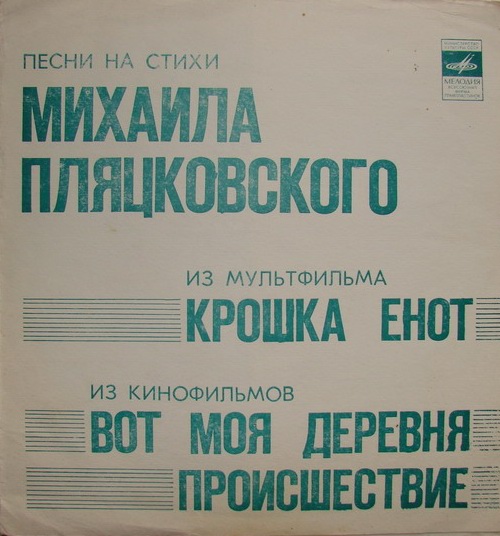 ПЕСНИ НА СТИХИ
МИХАИЛА
ПЛЯЦКОВСКОГО
МЕЛОДИЯ
ИЗ МУЛЬТФИЛЬМА
КРОШКА ЕНОТ
ИЗ КИНОФИЛЬМОВ
ВОТ МОЯ ДЕРЕВНЯ
ПРОИСШЕСТВИЕ